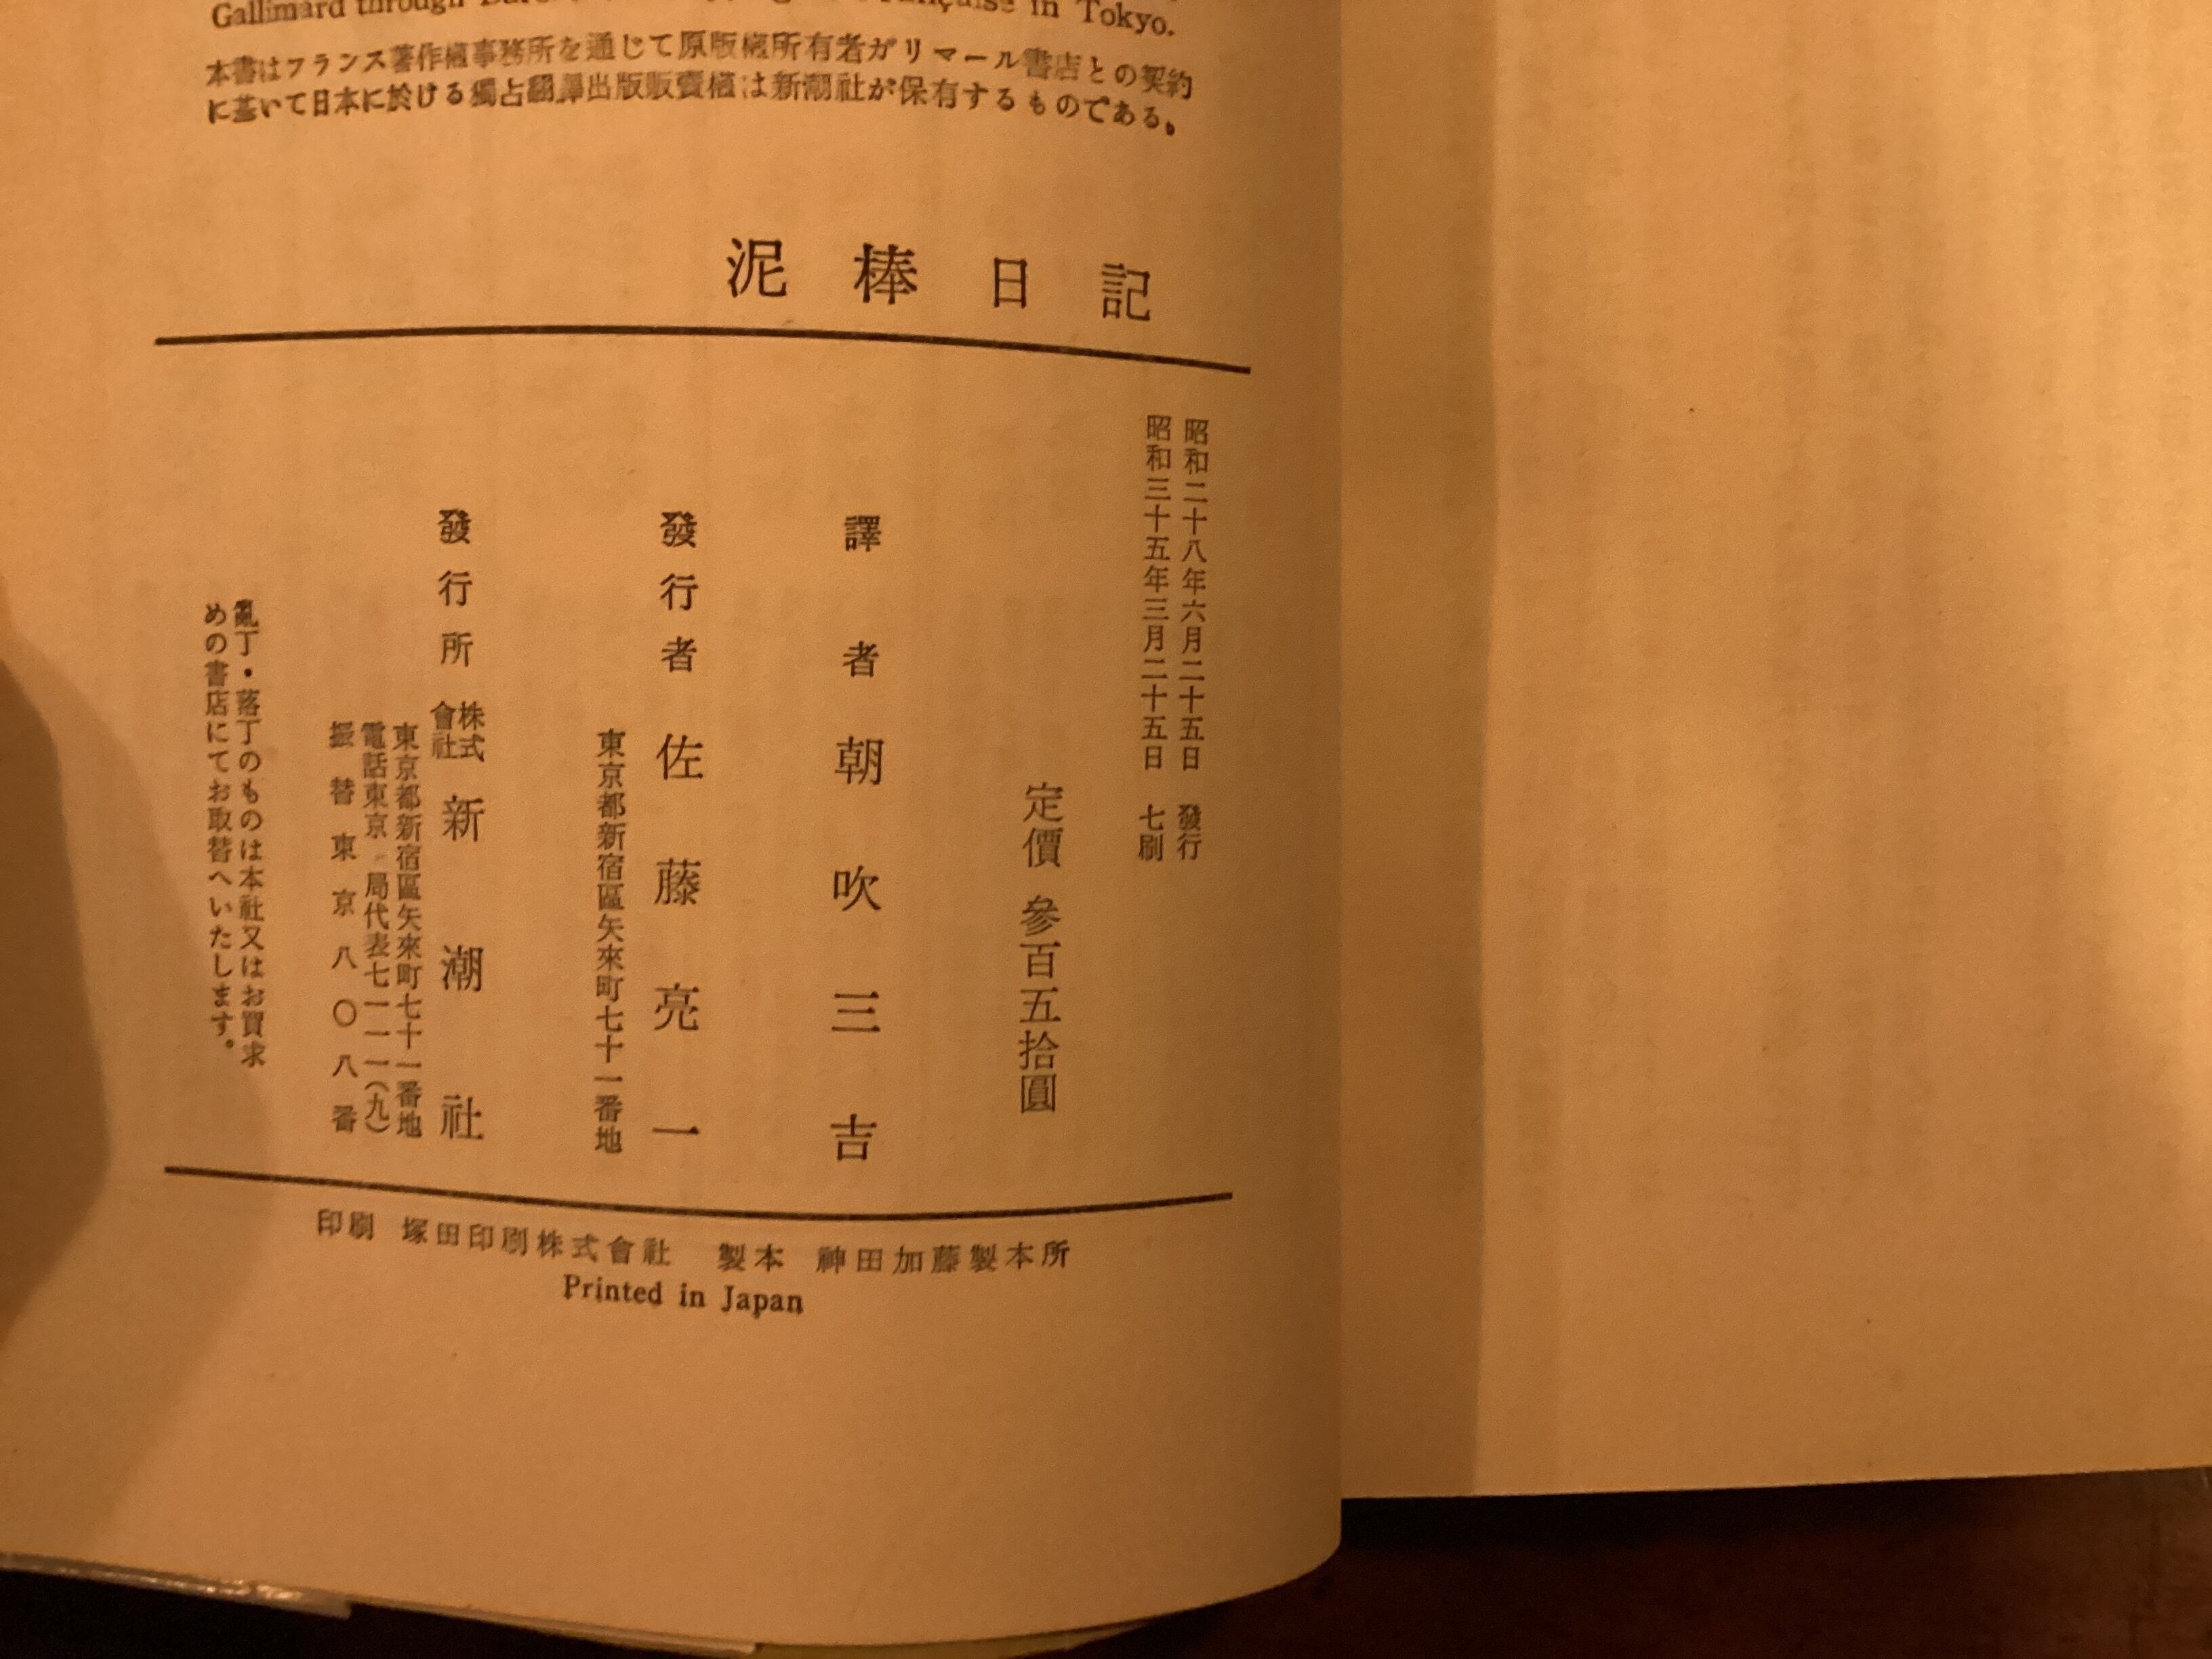 Gallimard through in Tokyo.
本書はフランス著作權事務所を通じて原版權所有者ガリマール書店との契約
に基いて日本に於ける獨占翻譯出版販賣權は新潮社が保有するものである。
泥棒日記
昭和二十八年六月二十五日 發行
昭和三十五年三月二十五日 七刷
定價 參百五拾圓
譯者 朝吹三吉
發行者 佐藤亮一
東京都新宿區矢來町七十一番地
發行所 株式會社 新潮社
東京都新宿區矢來町七十一番地
電話東京 局代表七一一一(九)
振替東京八〇八番
亂丁・落丁のものは本社又はお買求
めの書店にてお取替へいたします。
印刷 塚田印刷株式會社 製本 神田加藤製本所
Printed in Japan